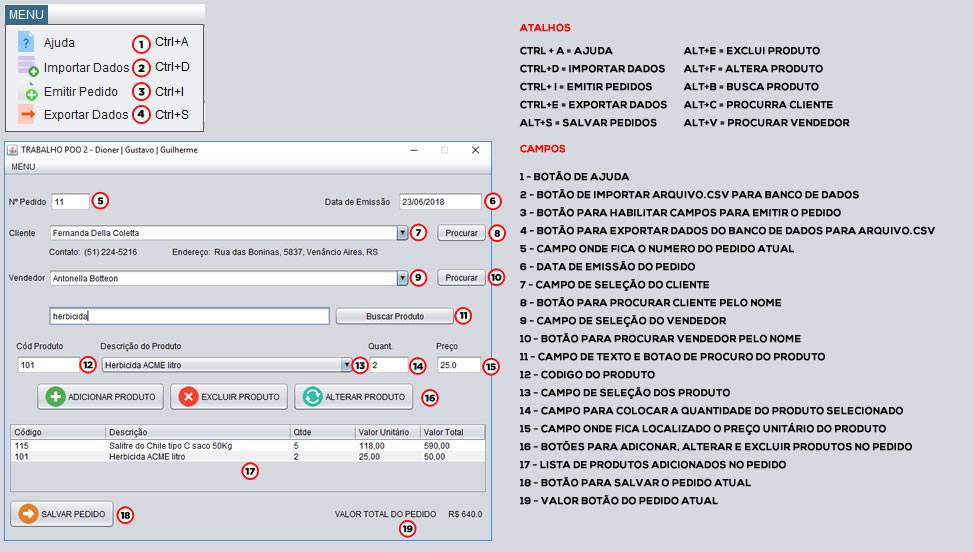 MENU
Ajuda 1 Ctrl+A
Importar Dados 2 Ctrl+D
Emitir Pedido 3 Ctrl+I
Exportar Dados 4 Ctrl+S
TRABALHO POO 2 - Dioner | Gustavo | Guilherme
MENU
Nº Pedido 11 5 Data de Emissão 23/06/2018 6
Cliente Fernanda Della Coletta 7 Procurar 8
Contato: (51) 224-5216 Endereço: Rua das Boninas, 5837, Venâncio Aires, RS
Vendedor Antonella Botteon 9 Procurar 10
herbicida Buscar Produto 11
Cód Produto Descrição do Produto Quant. Preço
101 12 Herbicida ACME litro 13 2 14 25.0 15
ADICIONAR PRODUTO EXCLUIR PRODUTO ALTERAR PRODUTO 16
Código Descrição Qtde Valor Unitário Valor Total
115 Salitre do Chile tipo C saco 50Kg 5 118,00 590,00
101 Herbicida ACME litro 2 25,00 50,00
17
SALVAR PEDIDO 18 VALOR TOTAL DO PEDIDO R$ 640.0
19
ATALHOS
CTRL + A = AJUDA ALT+E = EXCLUI PRODUTO
CTRL+D = IMPORTAR DADOS ALT+F = ALTERA PRODUTO
CTRL+ I = EMITIR PEDIDOS ALT+B = BUSCA PRODUTO
CTRL+E = EXPORTAR DADOS ALT+C = PROCURRA CLIENTE
ALT+S = SALVAR PEDIDOS ALT+V = PROCURAR VENDEDOR
CAMPOS
1 - BOTÃO DE AJUDA
2 - BOTÃO DE IMPORTAR ARQUIVO.CSV PARA BANCO DE DADOS
3 - BOTÃO PARA HABILITAR CAMPOS PARA EMITIR O PEDIDO
4 - BOTÃO PARA EXPORTAR DADOS DO BANCO DE DADOS PARA ARQUIVO.CSV
5 - CAMPO ONDE FICA O NUMERO DO PEDIDO ATUAL
6 - DATA DE EMISSÃO DO PEDIDO
7 - CAMPO DE SELEÇÃO DO CLIENTE
8 - BOTÃO PARA PROCURAR CLIENTE PELO NOME
9 - CAMPO DE SELEÇÃO DO VENDEDOR
10 - BOTÃO PARA PROCURAR VENDEDOR PELO NOME
11 - CAMPO DE TEXTO E BOTAO DE PROCURO DO PRODUTO
12 - CODIGO DO PRODUTO
13 - CAMPO DE SELEÇÃO DOS PRODUTO
14 - CAMPO PARA COLOCAR A QUANTIDADE DO PRODUTO SELECIONADO
15 - CAMPO ONDE FICA LOCALIZADO O PREÇO UNITÁRIO DO PRODUTO
16 - BOTÕES PARA ADICONAR, ALTERAR E EXCLUIR PRODUTOS NO PEDIDO
17 - LISTA DE PRODUTOS ADICIONADOS NO PEDIDO
18 - BOTÃO PARA SALVAR O PEDIDO ATUAL
19 - VALOR BOTÃO DO PEDIDO ATUAL